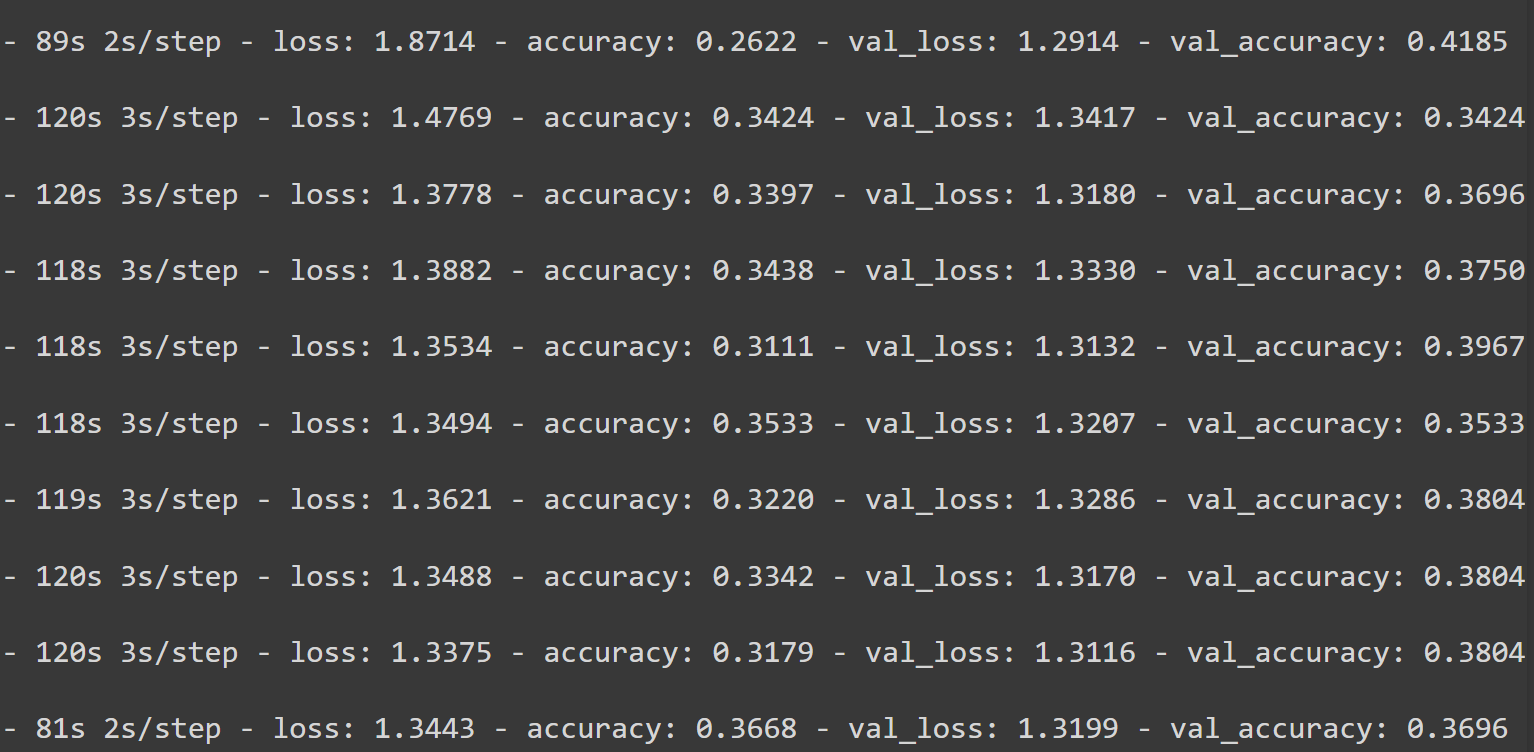 - 89s 2s/step - loss: 1.8714 - accuracy: 0.2622 - val_loss: 1.2914 - val_accuracy: 0.4185
- 120s 3s/step - loss: 1.4769 - accuracy: 0.3424 - val_loss: 1.3417 - val_accuracy: 0.3424
- 120s 3s/step - loss: 1.3778 - accuracy: 0.3397 - val_loss: 1.3180 - val_accuracy: 0.3696
- 118s 3s/step - loss: 1.3882 - accuracy: 0.3438 - val_loss: 1.3330 - val_accuracy: 0.3750
- 118s 3s/step - loss: 1.3534 - accuracy: 0.3111 - val_loss: 1.3132 - val_accuracy: 0.3967
- 118s 3s/step - loss: 1.3494 - accuracy: 0.3533 - val_loss: 1.3207 - val_accuracy: 0.3533
- 119s 3s/step - loss: 1.3621 - accuracy: 0.3220 - val_loss: 1.3286 - val_accuracy: 0.3804
- 120s 3s/step - loss: 1.3488 - accuracy: 0.3342 - val_loss: 1.3170 - val_accuracy: 0.3804
- 120s 3s/step - loss: 1.3375 - accuracy: 0.3179 - val_loss: 1.3116 - val_accuracy: 0.3804
- 81s 2s/step - loss: 1.3443 - accuracy: 0.3668 - val_loss: 1.3199 - val_accuracy: 0.3696